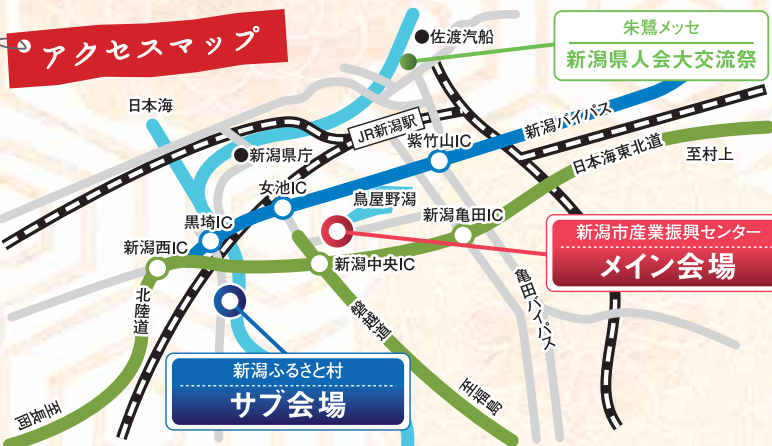 アクセスマップ
佐渡汽船
朱鷺メッセ
新潟県人会大交流祭
日本海
JR新潟駅
新潟バイパス
紫竹山IC
新潟県庁
日本海東北道
至村上
女池IC
鳥屋野潟
黒埼IC
新潟亀田IC
新潟西IC
新潟中央IC
新潟市産業振興センター
メイン会場
北陸道
磐越道
亀田バイパス
新潟ふるさと村
サブ会場
至長岡
至福島